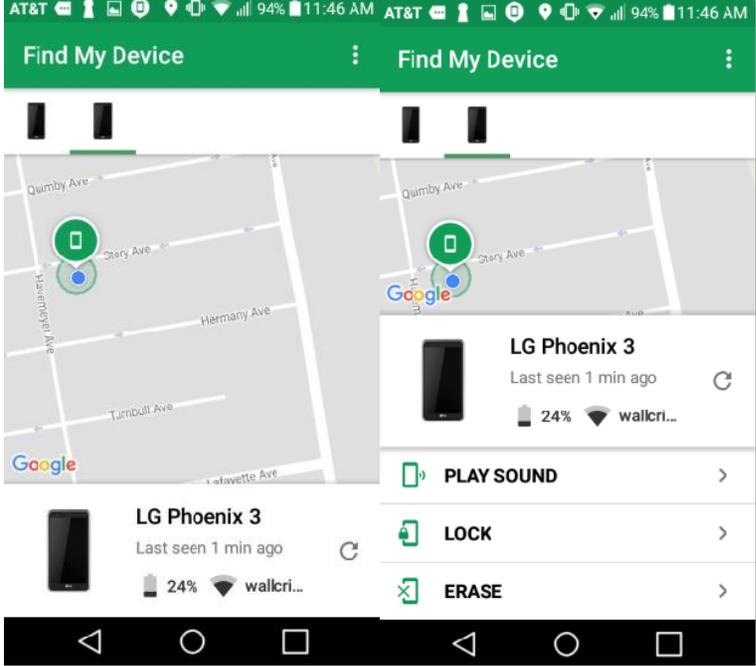 AT&T 94% 11:46 AM
Find My Device
Quimby Ave
Story Ave
Havemeyer Ave
Hermany Ave
Turnbull Ave
Lafayette Ave
Ave
Google
LG Phoenix 3
Last seen 1 min ago
24% wallcri...
AT&T 94% 11:46 AM
Find My Device
Quimby Ave
Story Ave
Ave
Google
LG Phoenix 3
Last seen 1 min ago
24% wallcri...
PLAY SOUND
LOCK
ERASE